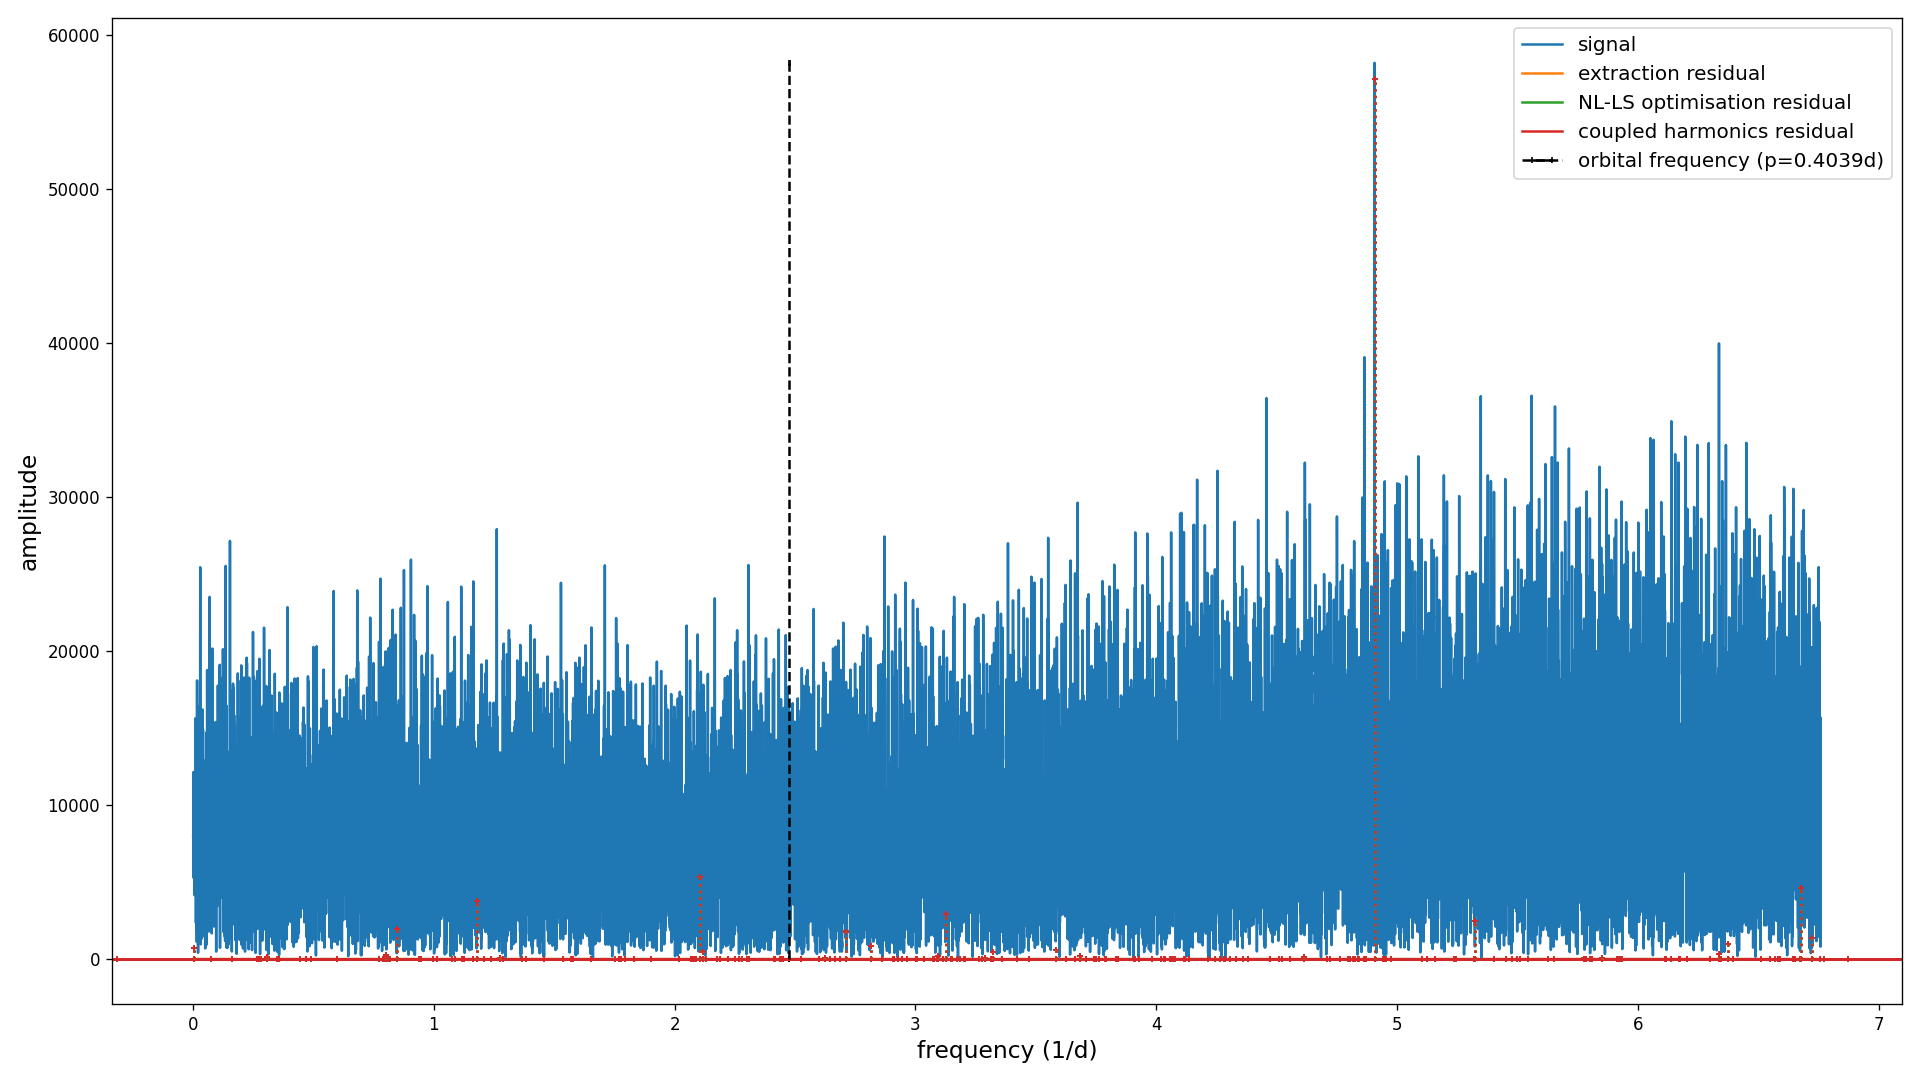 60000
50000
40000
30000
20000
10000
0
amplitude
signal
extraction residual
NL-LS optimisation residual
coupled harmonics residual
orbital frequency (p=0.4039d)
0 1 2 3 4 5 6 7
frequency (1/d)